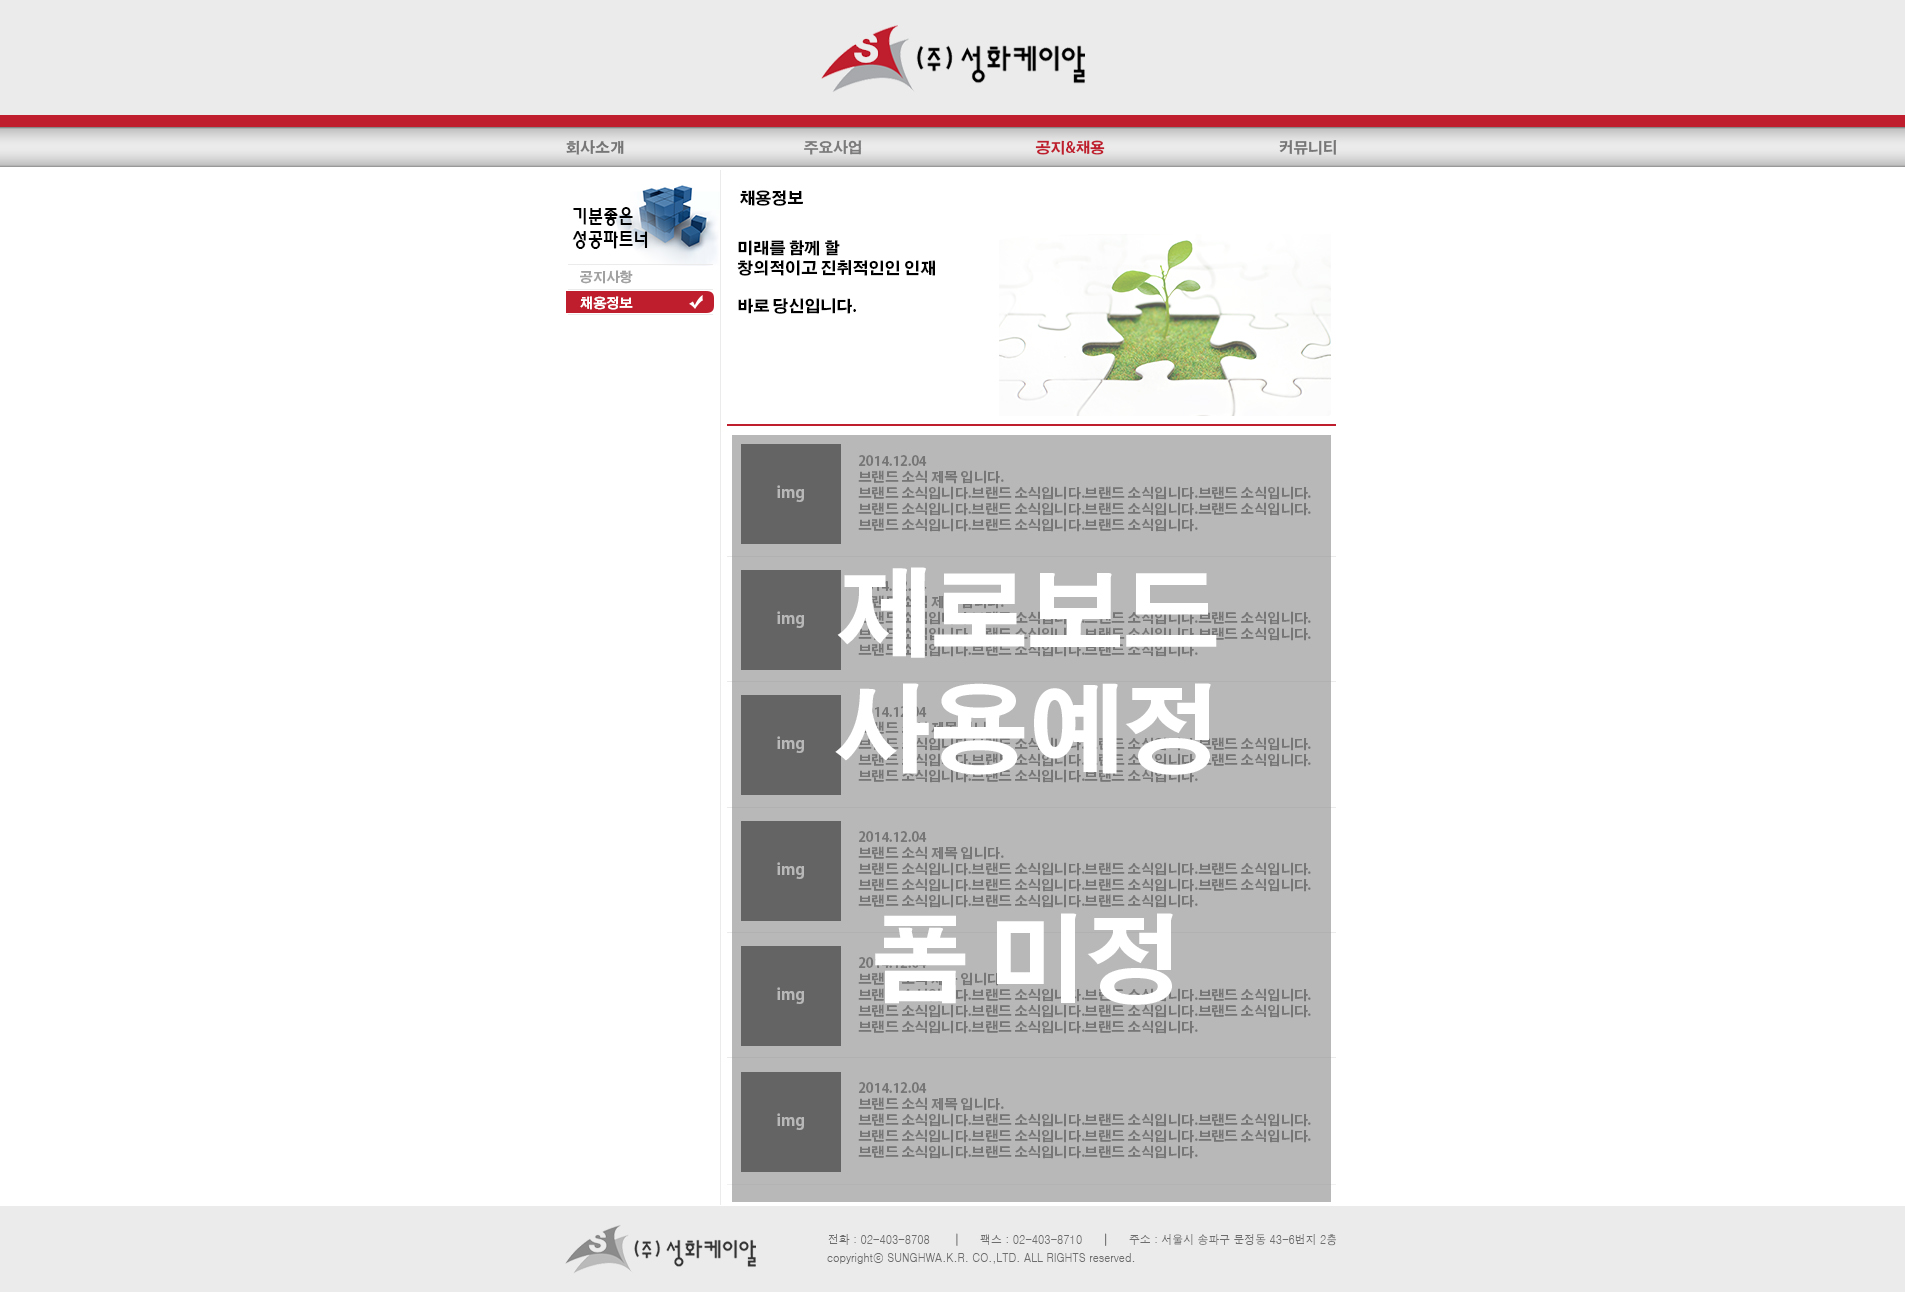 S (주) 성화케이알
회사소개 주요사업 공지&채용 커뮤니티
기분좋은
성공파트너
공지사항
채용정보
채용정보
미래를 함께 할
창의적이고 진취적인인 인재
바로 당신입니다.
img
2014.12.04
브랜드 소식 제목 입니다.
브랜드 소식입니다.브랜드 소식입니다.브랜드 소식입니다.브랜드 소식입니다.
브랜드 소식입니다.브랜드 소식입니다.브랜드 소식입니다.브랜드 소식입니다.
브랜드 소식입니다.브랜드 소식입니다.브랜드 소식입니다.
제로보드
사용예정
폼 미정
img
브랜드 소식입니다.
브랜드 소식입니다.
브랜드 소식입니다.브랜드 소식입니다.브랜드 소식입니다.
img
브랜드 소식입니다.
브랜드 소식입니다.
브랜드 소식입니다.브랜드 소식입니다.브랜드 소식입니다.
img
2014.12.04
브랜드 소식 제목 입니다.
브랜드 소식입니다.브랜드 소식입니다.브랜드 소식입니다.브랜드 소식입니다.
브랜드 소식입니다.브랜드 소식입니다.브랜드 소식입니다.브랜드 소식입니다.
브랜드 소식입니다.브랜드 소식입니다.브랜드 소식입니다.
img
2014.12.04
입니다.
브랜드 소식입니다.브랜드 소식입니다.브랜드 소식입니다.브랜드 소식입니다.
브랜드 소식입니다.브랜드 소식입니다.브랜드 소식입니다.브랜드 소식입니다.
브랜드 소식입니다.브랜드 소식입니다.브랜드 소식입니다.
img
2014.12.04
브랜드 소식 제목 입니다.
브랜드 소식입니다.브랜드 소식입니다.브랜드 소식입니다.브랜드 소식입니다.
브랜드 소식입니다.브랜드 소식입니다.브랜드 소식입니다.브랜드 소식입니다.
브랜드 소식입니다.브랜드 소식입니다.브랜드 소식입니다.
S (주) 성화케이알
전화 : 02-403-8708 | 팩스 : 02-403-8710 | 주소 : 서울시 송파구 문정동 43-6번지 2층
copyrightⓒ SUNGHWA.K.R. CO.,LTD. ALL RIGHTS reserved.